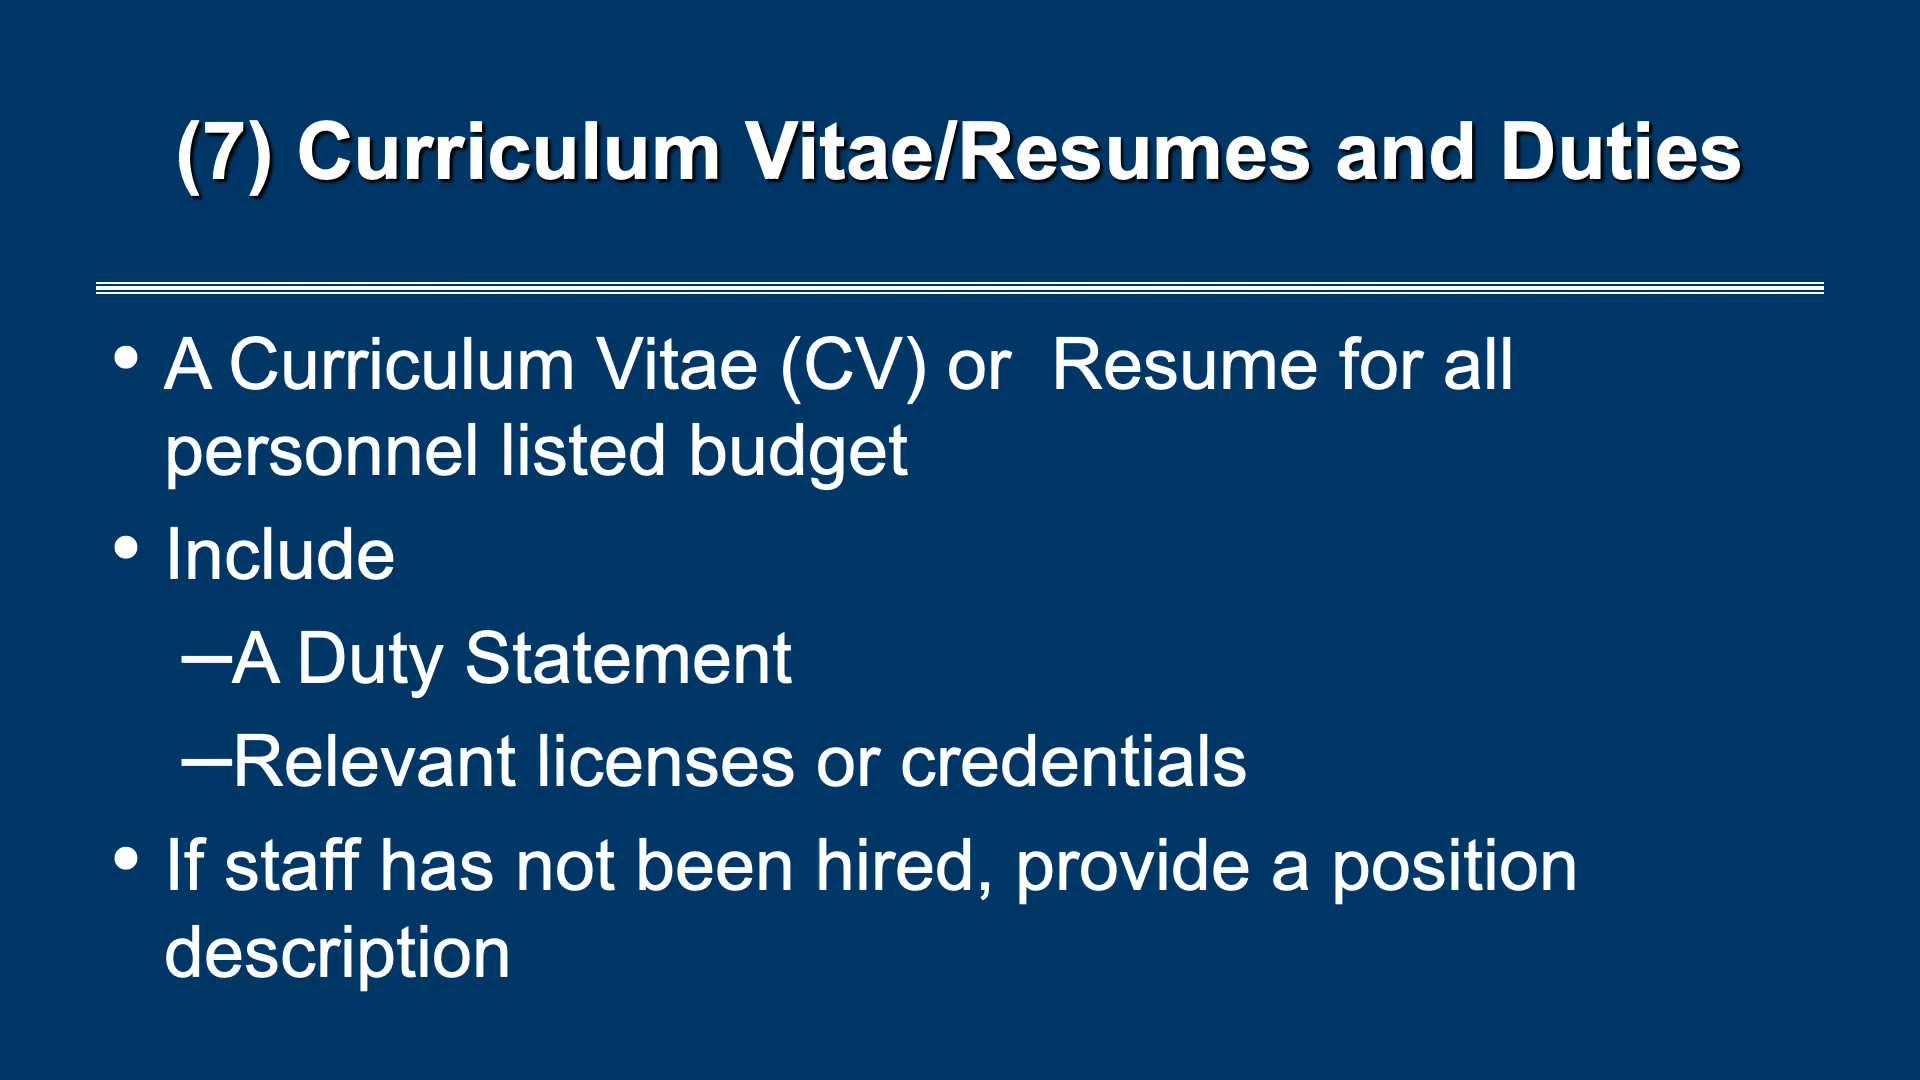 (7) Curriculum Vitae/Resumes and Duties
• A Curriculum Vitae (CV) or  Resume for all
personnel listed budget
• Include
–A Duty Statement
–Relevant licenses or credentials
• If staff has not been hired, provide a position
description